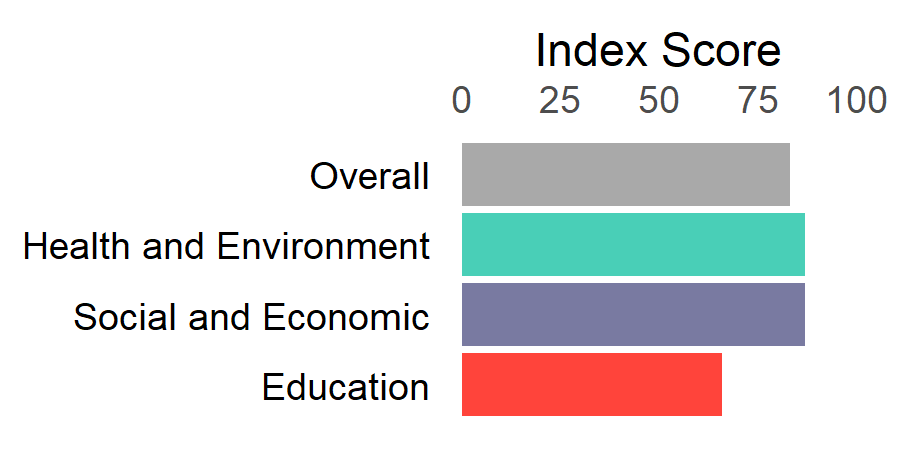 Index Score
0 25 50 75 100
Overall
Health and Environment
Social and Economic
Education